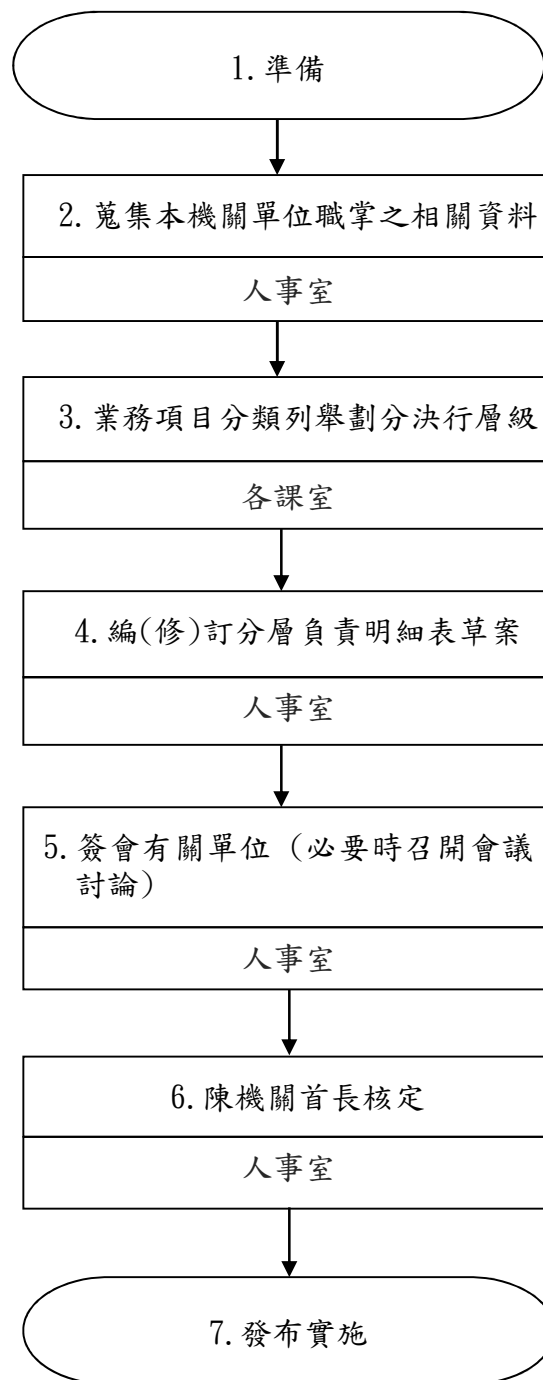 1.準備
2.蒐集本機關單位職掌之相關資料
人事室
3.業務項目分類列舉劃分決行層級
各課室
4.編(修)訂分層負責明細表草案
人事室
5.簽會有關單位（必要時召開會議
討論）
人事室
6.陳機關首長核定
人事室
7.發布實施